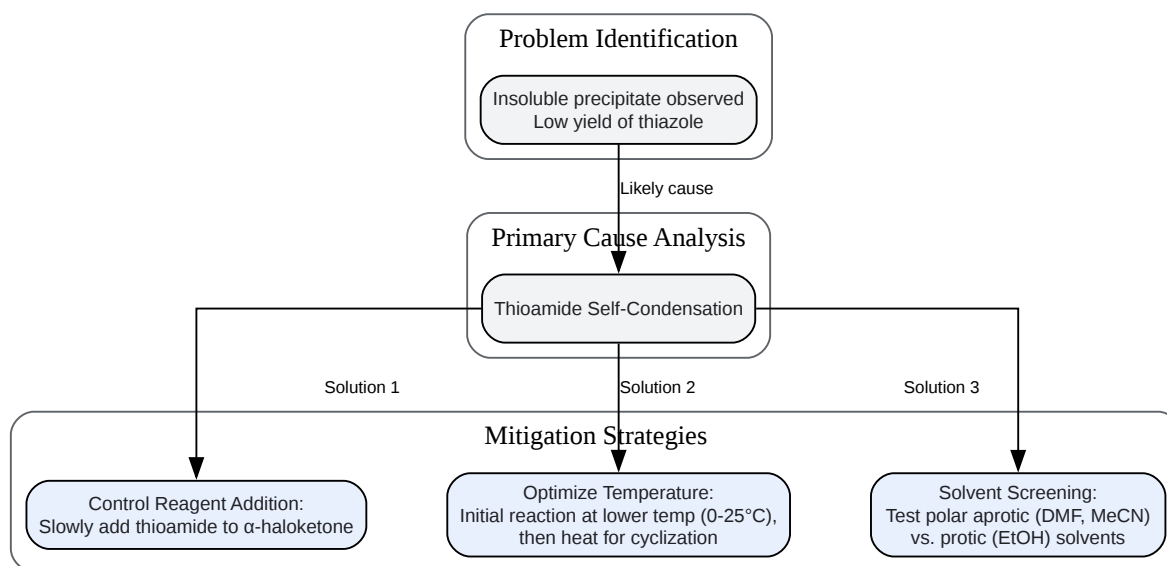 Problem Identification
Insoluble precipitate observed
Low yield of thiazole
Likely cause
Primary Cause Analysis
Thioamide Self-Condensation
Solution 1
Solution 2
Solution 3
Mitigation Strategies
Control Reagent Addition:
Slowly add thioamide to α-haloketone
Optimize Temperature:
Initial reaction at lower temp (0-25°C),
then heat for cyclization
Solvent Screening:
Test polar aprotic (DMF, MeCN)
vs. protic (EtOH) solvents